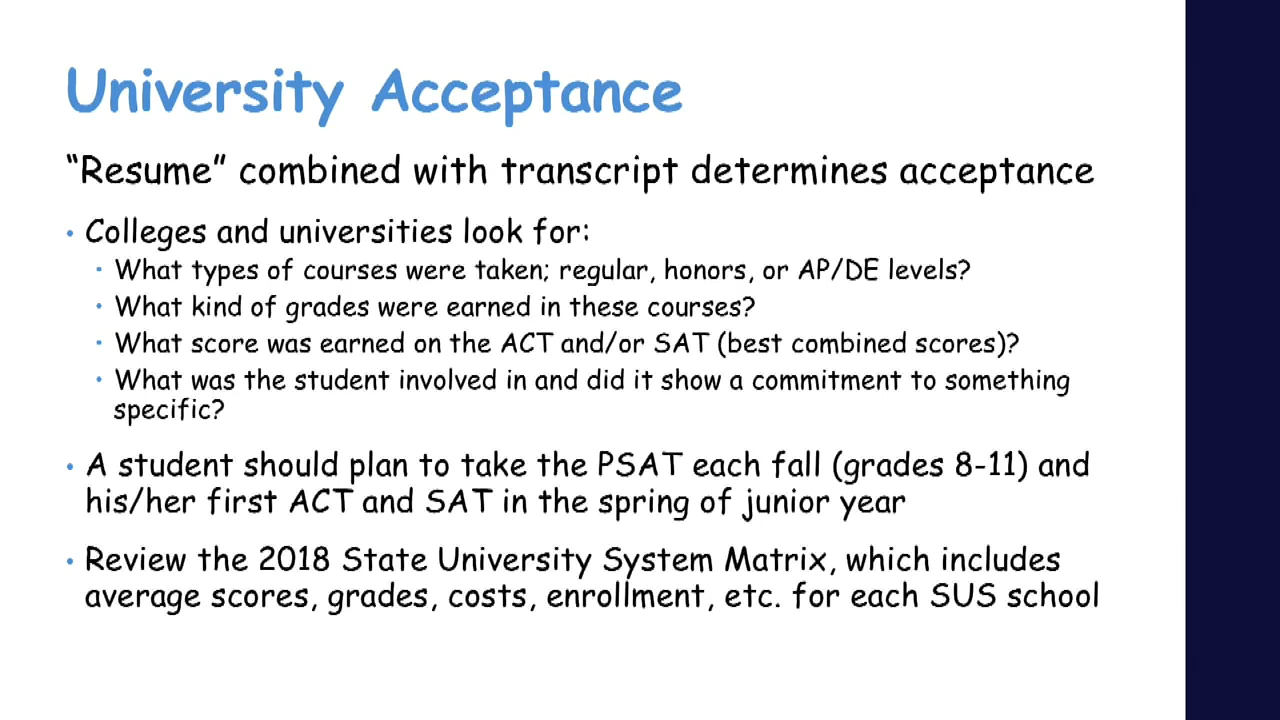 University Acceptance
“Resume” combined with transcript determines acceptance
• Colleges and universities look for:
• What types of courses were taken; regular, honors, or AP/DE levels?
• What kind of grades were earned in these courses?
• What score was earned on the ACT and/or SAT (best combined scores)?
• What was the student involved in and did it show a commitment to something
specific?
• A student should plan to take the PSAT each fall (grades 8-11) and
his/her first ACT and SAT in the spring of junior year
• Review the 2018 State University System Matrix, which includes
average scores, grades, costs, enrollment, etc. for each SUS school